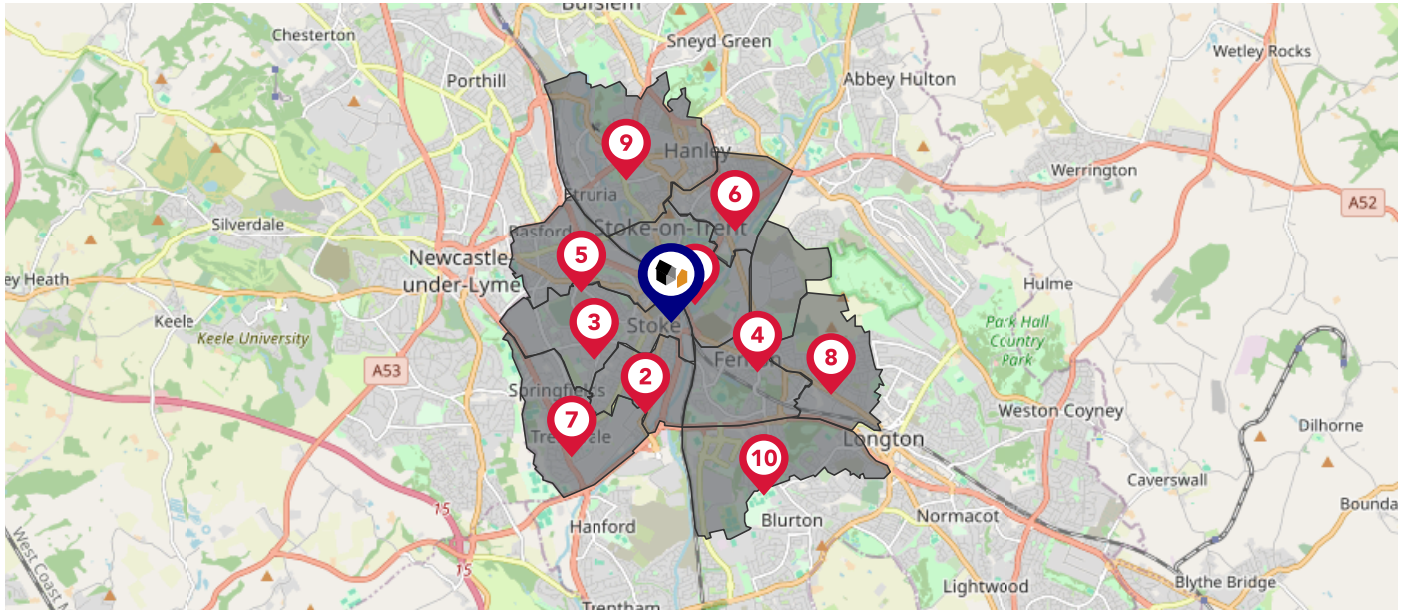 Burslem
Chesterton
Sneyd Green
Wetley Rocks
Porthill
Abbey Hulton
9
Hanley
Werrington
6
Etruria
A52
Silverdale
Stoke-on-Trent
Basford
5
Newcastle
under-Lyme
ey Heath
Hulme
3
Stoke
Keele
Keele University
4
Park Hall
Country
Park
A53
Fenton
8
2
Springfields
7
Weston Coyney
Dilhorne
Longton
10
Caverswall
15
Hanford
Blurton
Normacot
Bounda
West Coast M
15
Lightwood
Blythe Bridge
Trentham